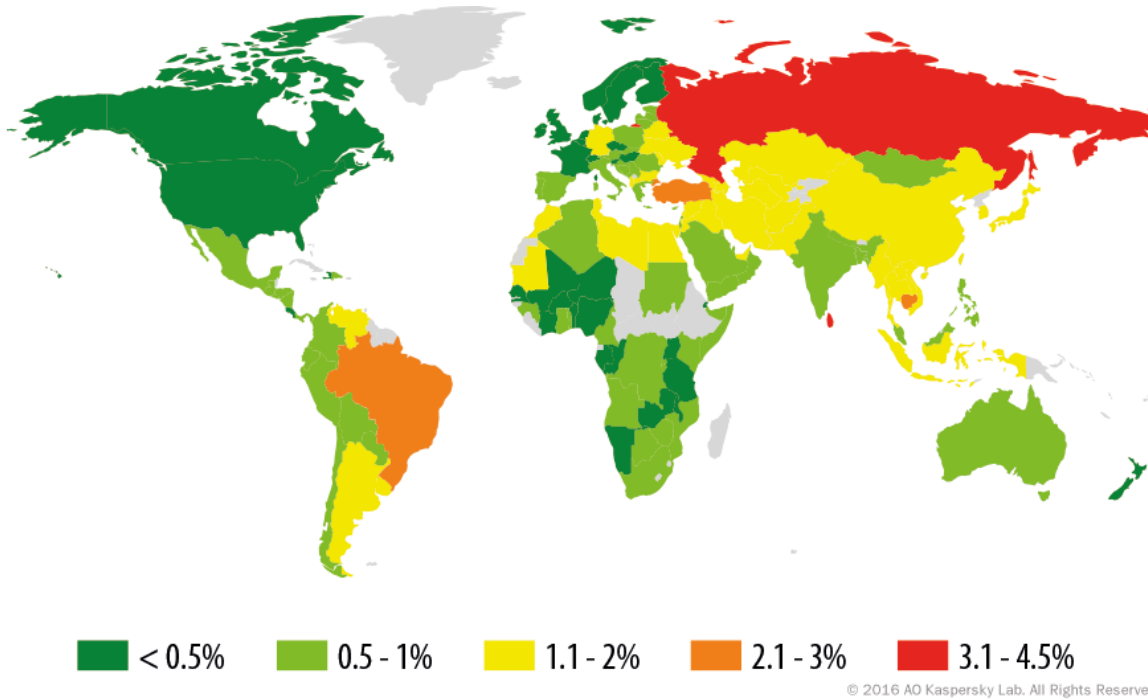 < 0.5%
0.5 - 1%
1.1 - 2%
2.1 - 3%
3.1 - 4.5%
© 2016 AO Kaspersky Lab. All Rights Reserve